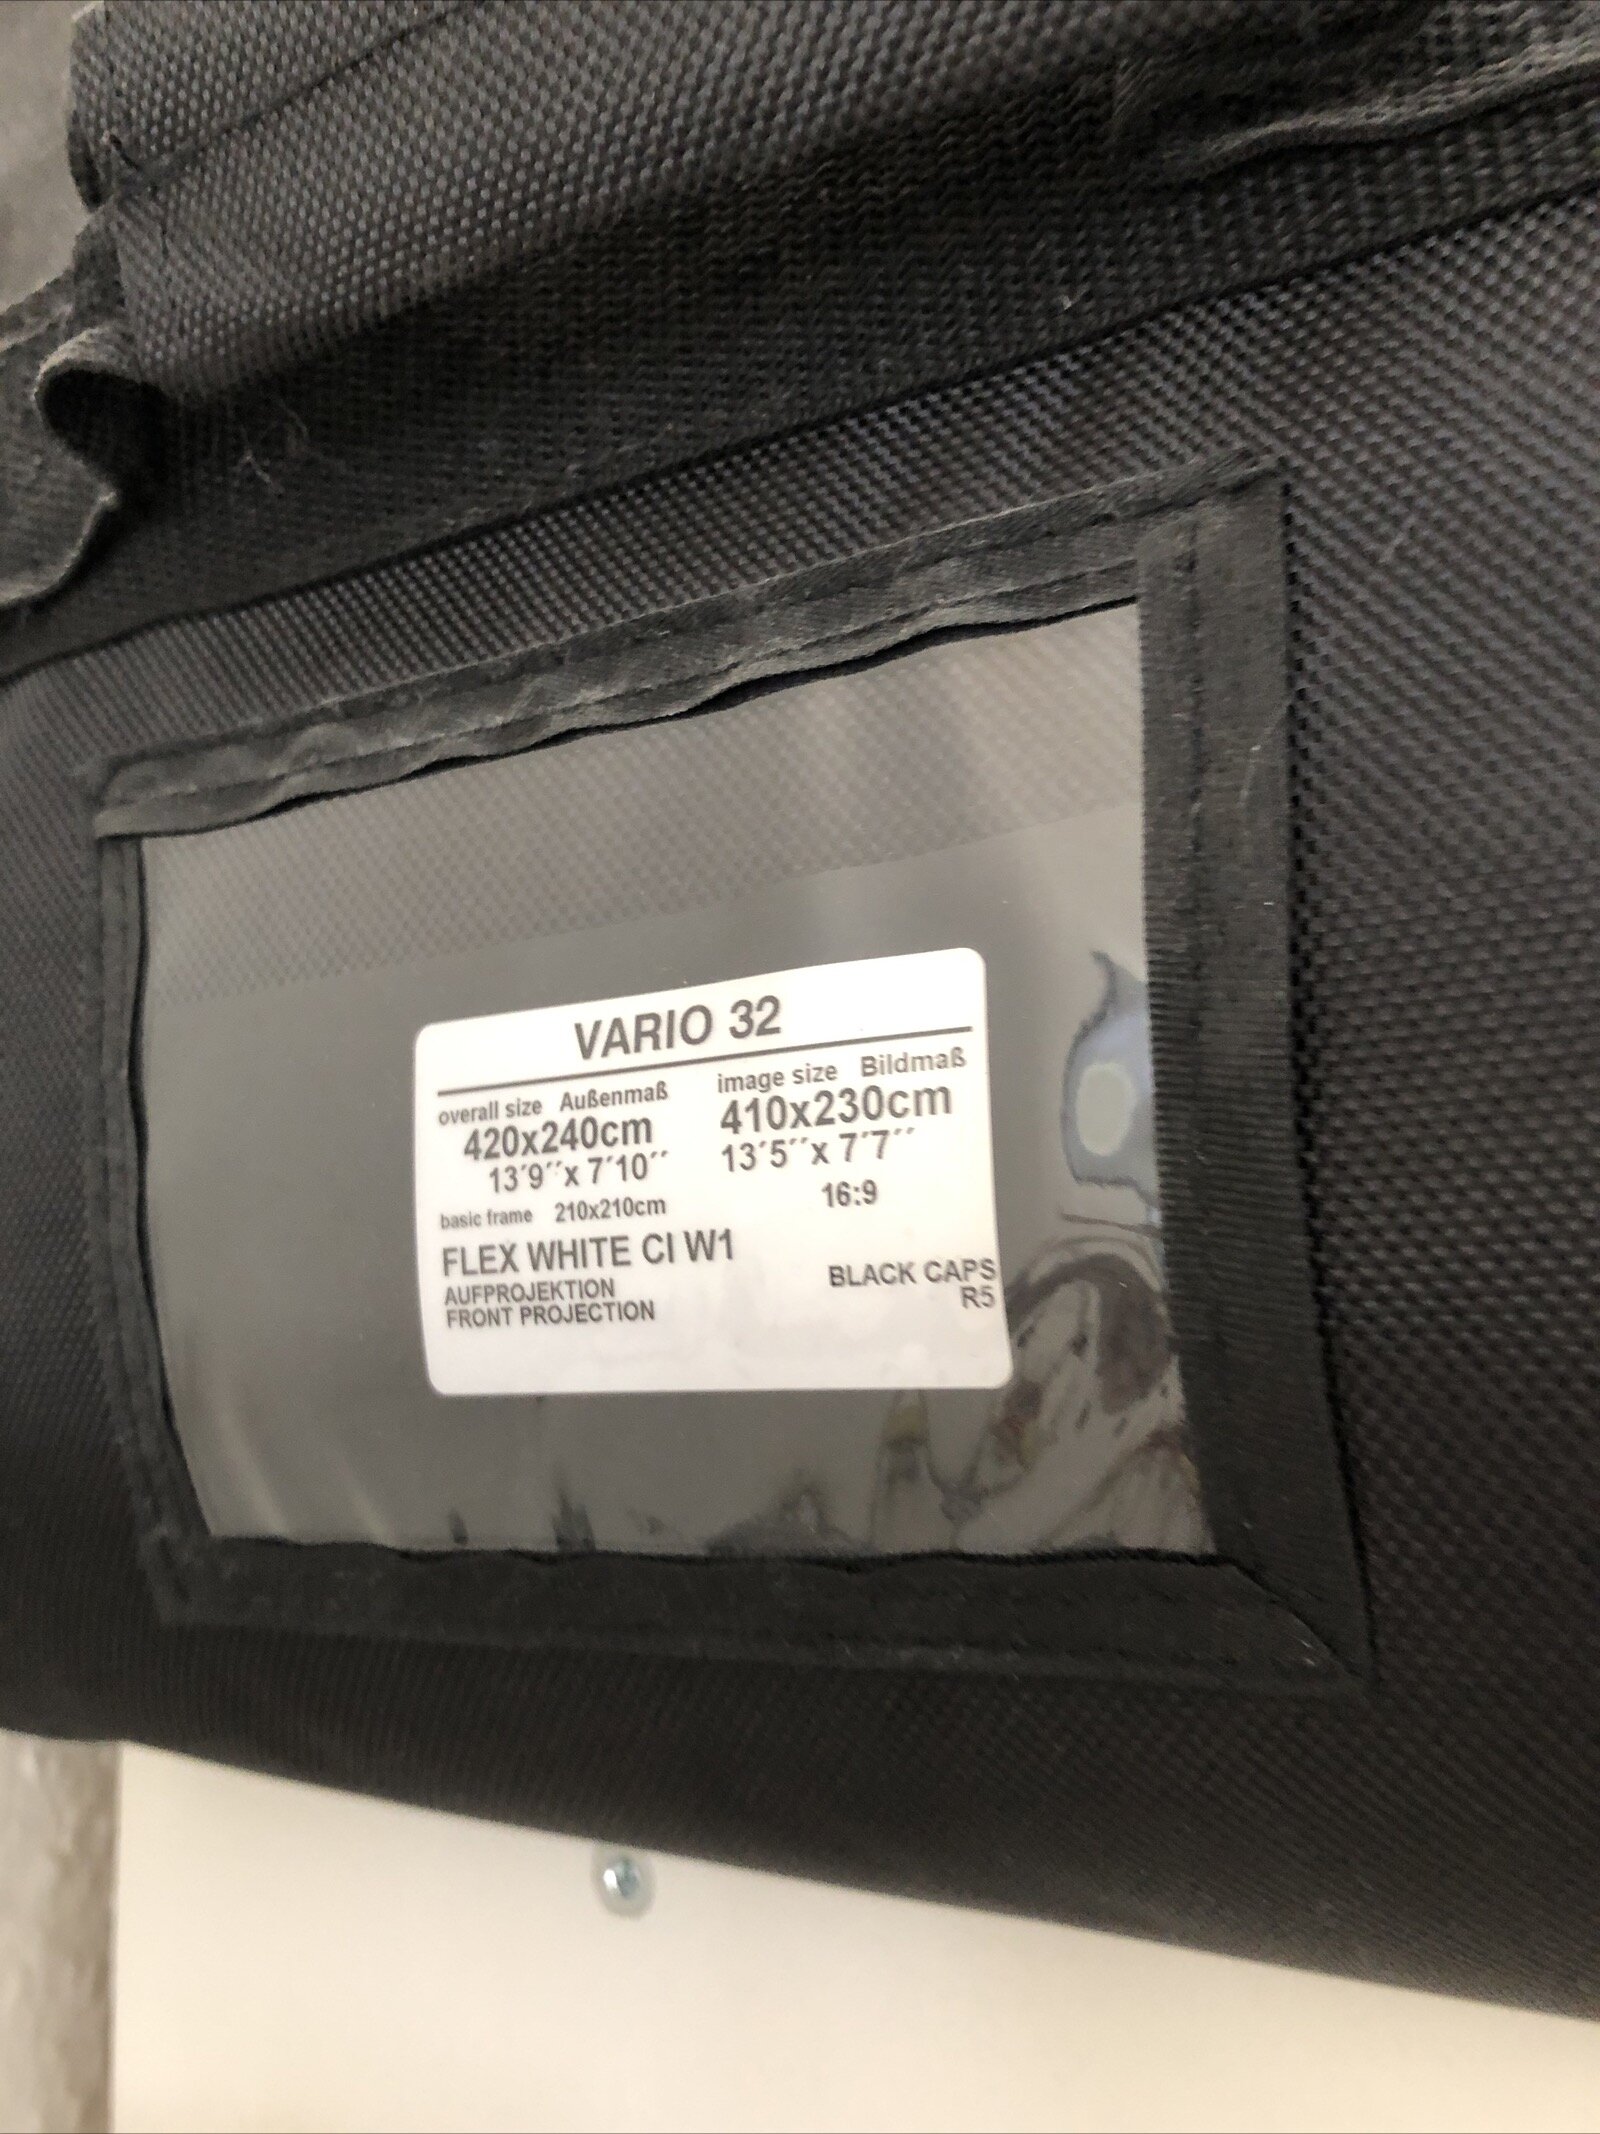 VARIO 32
overall size Außenmaß
420x240cm
13´9´´x 7´10´´
basic frame 210x210cm
image size Bildmaß
410x230cm
13´5´´x 7´7´´
16:9
FLEX WHITE CI W1
AUFPROJEKTION
FRONT PROJECTION
BLACK CAPS
R5